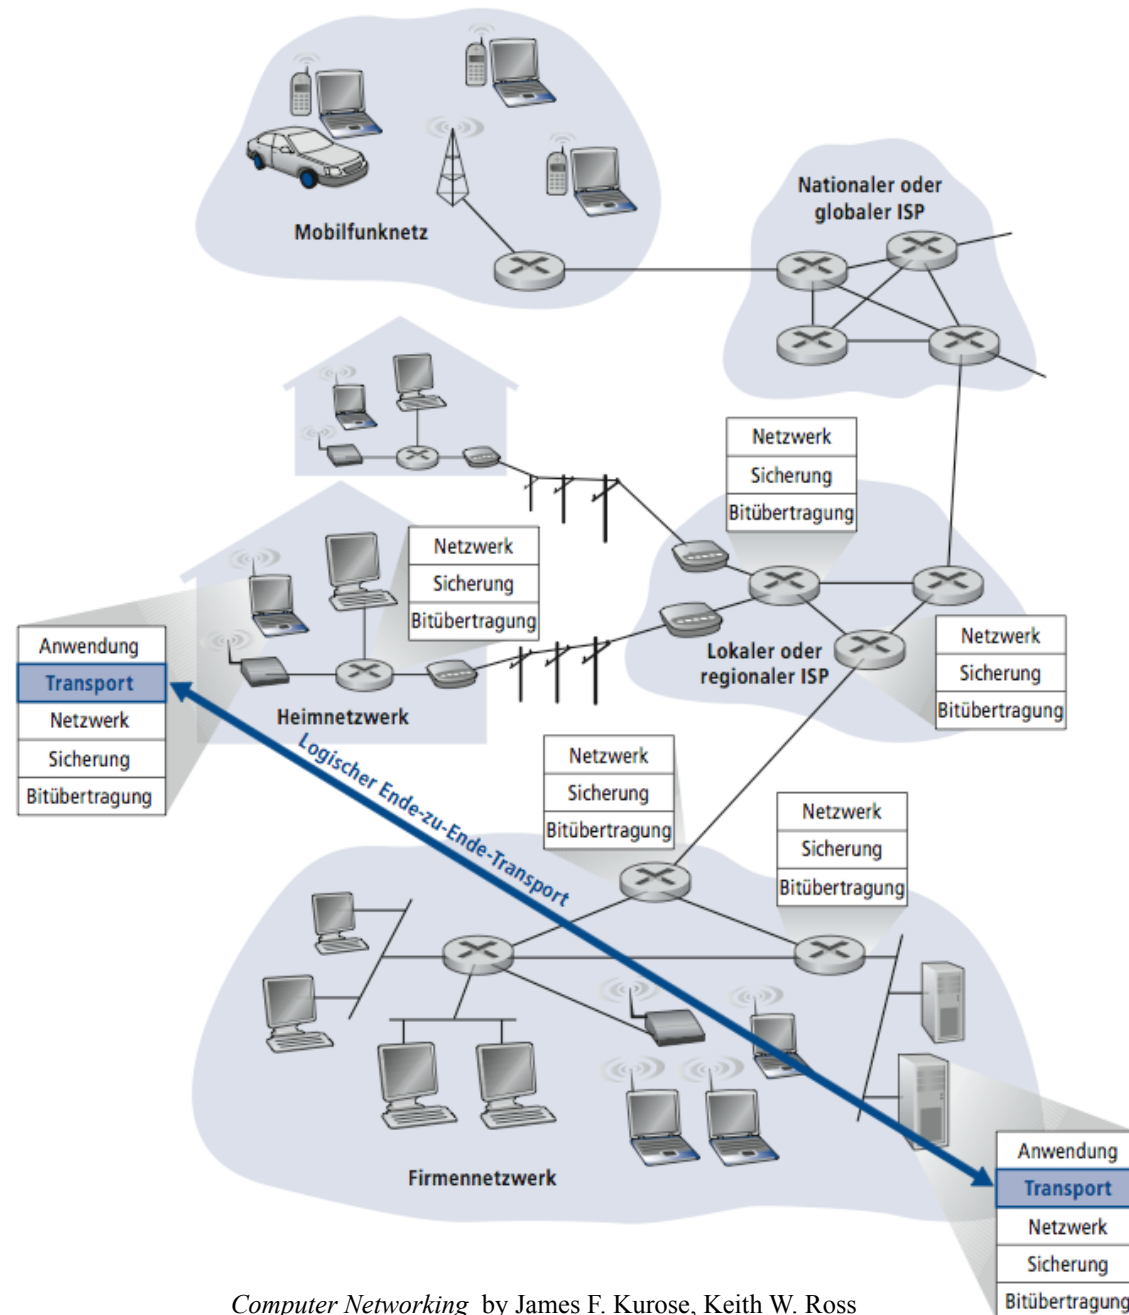 Nationaler oder
globaler ISP
Mobilfunknetz
Netzwerk
Sicherung
Bitübertragung
Netzwerk
Sicherung
Bitübertragung
Netzwerk
Sicherung
Bitübertragung
Lokaler oder
regionaler ISP
Anwendung
Transport
Netzwerk
Sicherung
Bitübertragung
Heimnetzwerk
Logischer Ende-zu-Ende-Transport
Netzwerk
Sicherung
Bitübertragung
Netzwerk
Sicherung
Bitübertragung
Firmennetzwerk
Anwendung
Transport
Netzwerk
Sicherung
Bitübertragung
Computer Networking by James F. Kurose, Keith W. Ross